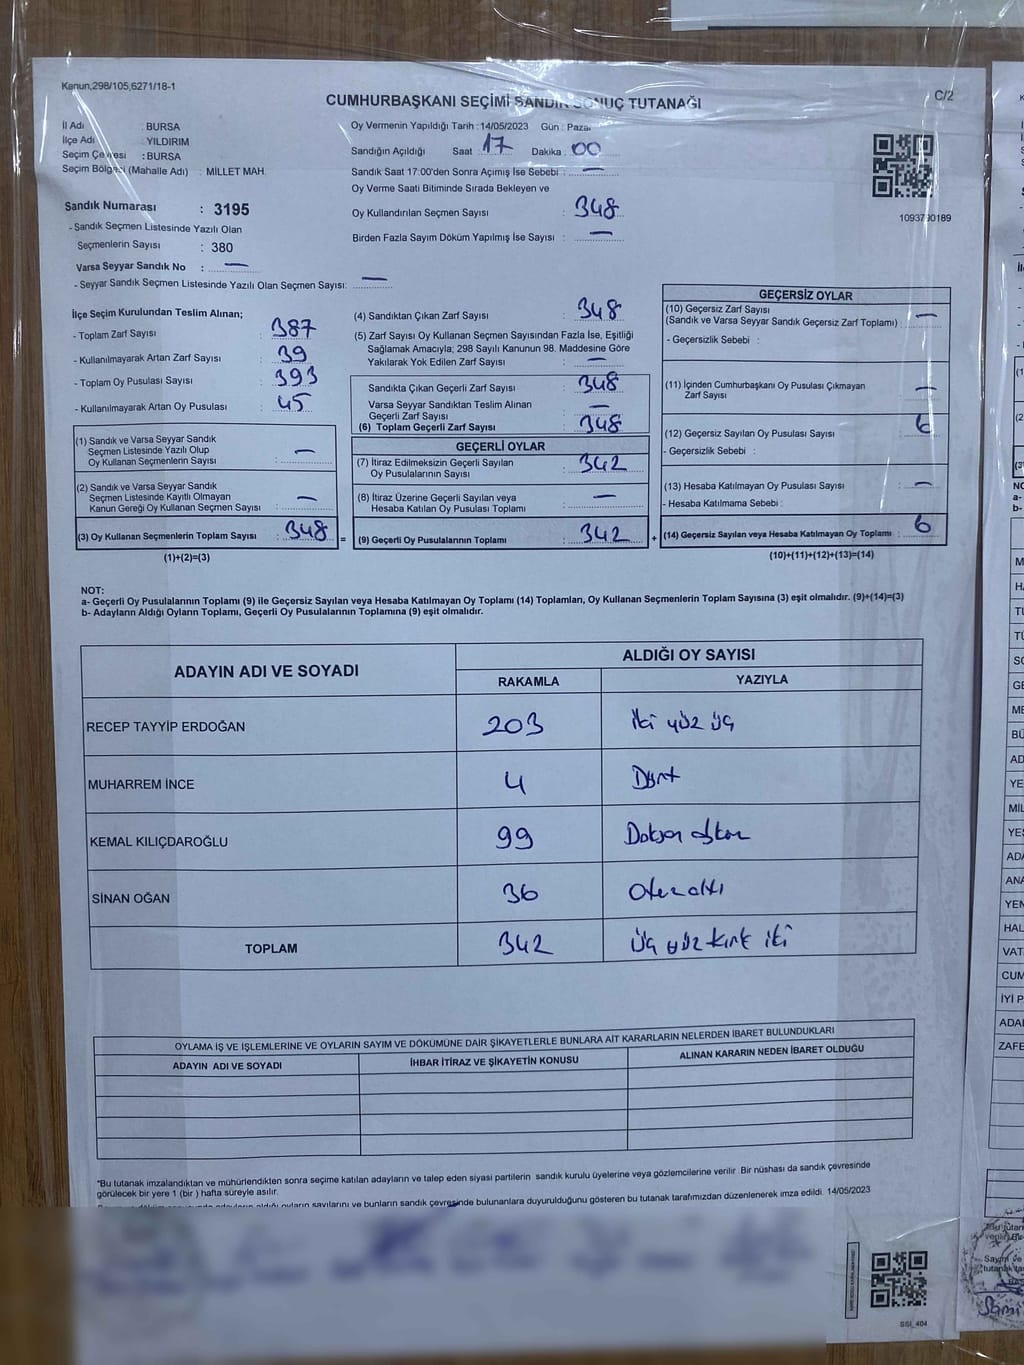 Kanun,298/105,6271/18-1
C/2
CUMHURBAŞKANI SEÇİMİ SANDIK SONUÇ TUTANAĞI
İl Adı : BURSA
İlçe Adı : YILDIRIM
Seçim Çevresi : BURSA
Seçim Bölgesi (Mahalle Adı) : MİLLET MAH.
Oy Vermenin Yapıldığı Tarih : 14/05/2023 Gün : Pazar
Sandığın Açıldığı Saat : 17 Dakika : 00
Sandık Saat 17:00'den Sonra Açımış İse Sebebi : —
Oy Verme Saati Bitiminde Sırada Bekleyen ve
Oy Kullandırılan Seçmen Sayısı : 348
Birden Fazla Sayım Döküm Yapılmış İse Sayısı : —
1093790189
Sandık Numarası : 3195
- Sandık Seçmen Listesinde Yazılı Olan
Seçmenlerin Sayısı : 380
Varsa Seyyar Sandık No : —
- Seyyar Sandık Seçmen Listesinde Yazılı Olan Seçmen Sayısı: —
İlçe Seçim Kurulundan Teslim Alınan;
- Toplam Zarf Sayısı : 387
- Kullanılmayarak Artan Zarf Sayısı : 39
- Toplam Oy Pusulası Sayısı : 393
- Kullanılmayarak Artan Oy Pusulası : 45
(1) Sandık ve Varsa Seyyar Sandık
Seçmen Listesinde Yazılı Olup
Oy Kullanan Seçmenlerin Sayısı : —
(2) Sandık ve Varsa Seyyar Sandık
Seçmen Listesinde Kayıtlı Olmayan
Kanun Gereği Oy Kullanan Seçmen Sayısı : —
(3) Oy Kullanan Seçmenlerin Toplam Sayısı : 348 =
(1)+(2)=(3)
(4) Sandıktan Çıkan Zarf Sayısı : 348
(5) Zarf Sayısı Oy Kullanan Seçmen Sayısından Fazla İse, Eşitliği
Sağlamak Amacıyla; 298 Sayılı Kanunun 98. Maddesine Göre
Yakılarak Yok Edilen Zarf Sayısı : —
Sandıkta Çıkan Geçerli Zarf Sayısı : 348
Varsa Seyyar Sandıktan Teslim Alınan
Geçerli Zarf Sayısı : —
(6) Toplam Geçerli Zarf Sayısı : 348
GEÇERLİ OYLAR
(7) İtiraz Edilmeksizin Geçerli Sayılan
Oy Pusulalarının Sayısı : 342
(8) İtiraz Üzerine Geçerli Sayılan veya
Hesaba Katılan Oy Pusulası Toplamı : —
(9) Geçerli Oy Pusulalarının Toplamı : 342 +
GEÇERSİZ OYLAR
(10) Geçersiz Zarf Sayısı
(Sandık ve Varsa Seyyar Sandık Geçersiz Zarf Toplamı) : —
- Geçersizlik Sebebi :
(11) İçinden Cumhurbaşkanı Oy Pusulası Çıkmayan
Zarf Sayısı : —
(12) Geçersiz Sayılan Oy Pusulası Sayısı : 6
- Geçersizlik Sebebi :
(13) Hesaba Katılmayan Oy Pusulası Sayısı : —
- Hesaba Katılmama Sebebi :
(14) Geçersiz Sayılan veya Hesaba Katılmayan Oy Toplamı : 6
(10)+(11)+(12)+(13)=(14)
NOT:
a- Geçerli Oy Pusulalarının Toplamı (9) ile Geçersiz Sayılan veya Hesaba Katılmayan Oy Toplamı (14) Toplamları, Oy Kullanan Seçmenlerin Toplam Sayısına (3) eşit olmalıdır. (9)+(14)=(3)
b- Adayların Aldığı Oyların Toplamı, Geçerli Oy Pusulalarının Toplamına (9) eşit olmalıdır.
ADAYIN ADI VE SOYADI
ALDIĞI OY SAYISI
RAKAMLA YAZIYLA
RECEP TAYYİP ERDOĞAN 203 iki yüz üç
MUHARREM İNCE 4 Dört
KEMAL KILIÇDAROĞLU 99 Doksan dokuz
SİNAN OĞAN 36 Otuz altı
TOPLAM 342 üç yüz kırk iki
OYLAMA İŞ VE İŞLEMLERİNE VE OYLARIN SAYIM VE DÖKÜMÜNE DAİR ŞİKAYETLERLE BUNLARA AİT KARARLARIN NELERDEN İBARET BULUNDUKLARI
ADAYIN ADI VE SOYADI İHBAR İTİRAZ VE ŞİKAYETİN KONUSU ALINAN KARARIN NEDEN İBARET OLDUĞU
*Bu tutanak imzalandıktan ve mühürlendikten sonra seçime katılan adayların ve talep eden siyasi partilerin sandık kurulu üyelerine veya gözlemcilerine verilir. Bir nüshası da sandık çevresinde
görülecek bir yere 1 (bir) hafta süreyle asılır.
oyların sayılarını ve bunların sandık çevresinde bulunanlara duyurulduğunu gösteren bu tutanak tarafımızdan düzenlenerek imza edildi. 14/05/2023
SSI_404